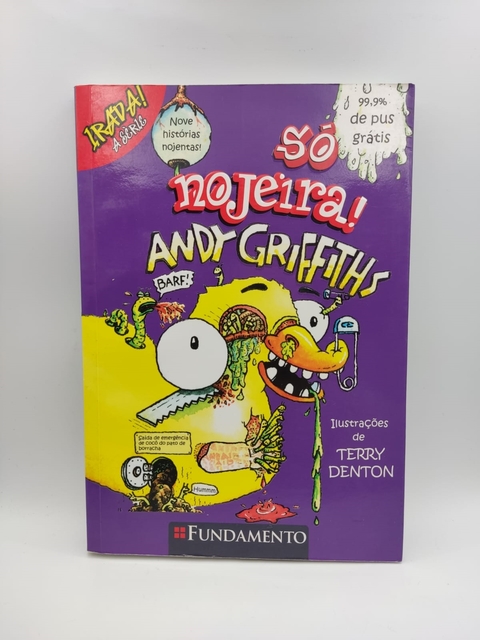 IRADA!
A SÉRIE
Nove
histórias
nojentas!
99,9%
de pus
grátis
Só
nojeira!
ANDY GRIFFITHS
BARF!
Saída de emergência
de cocô do pato de
borracha
Hummm
Ilustrações
de
TERRY
DENTON
FUNDAMENTO